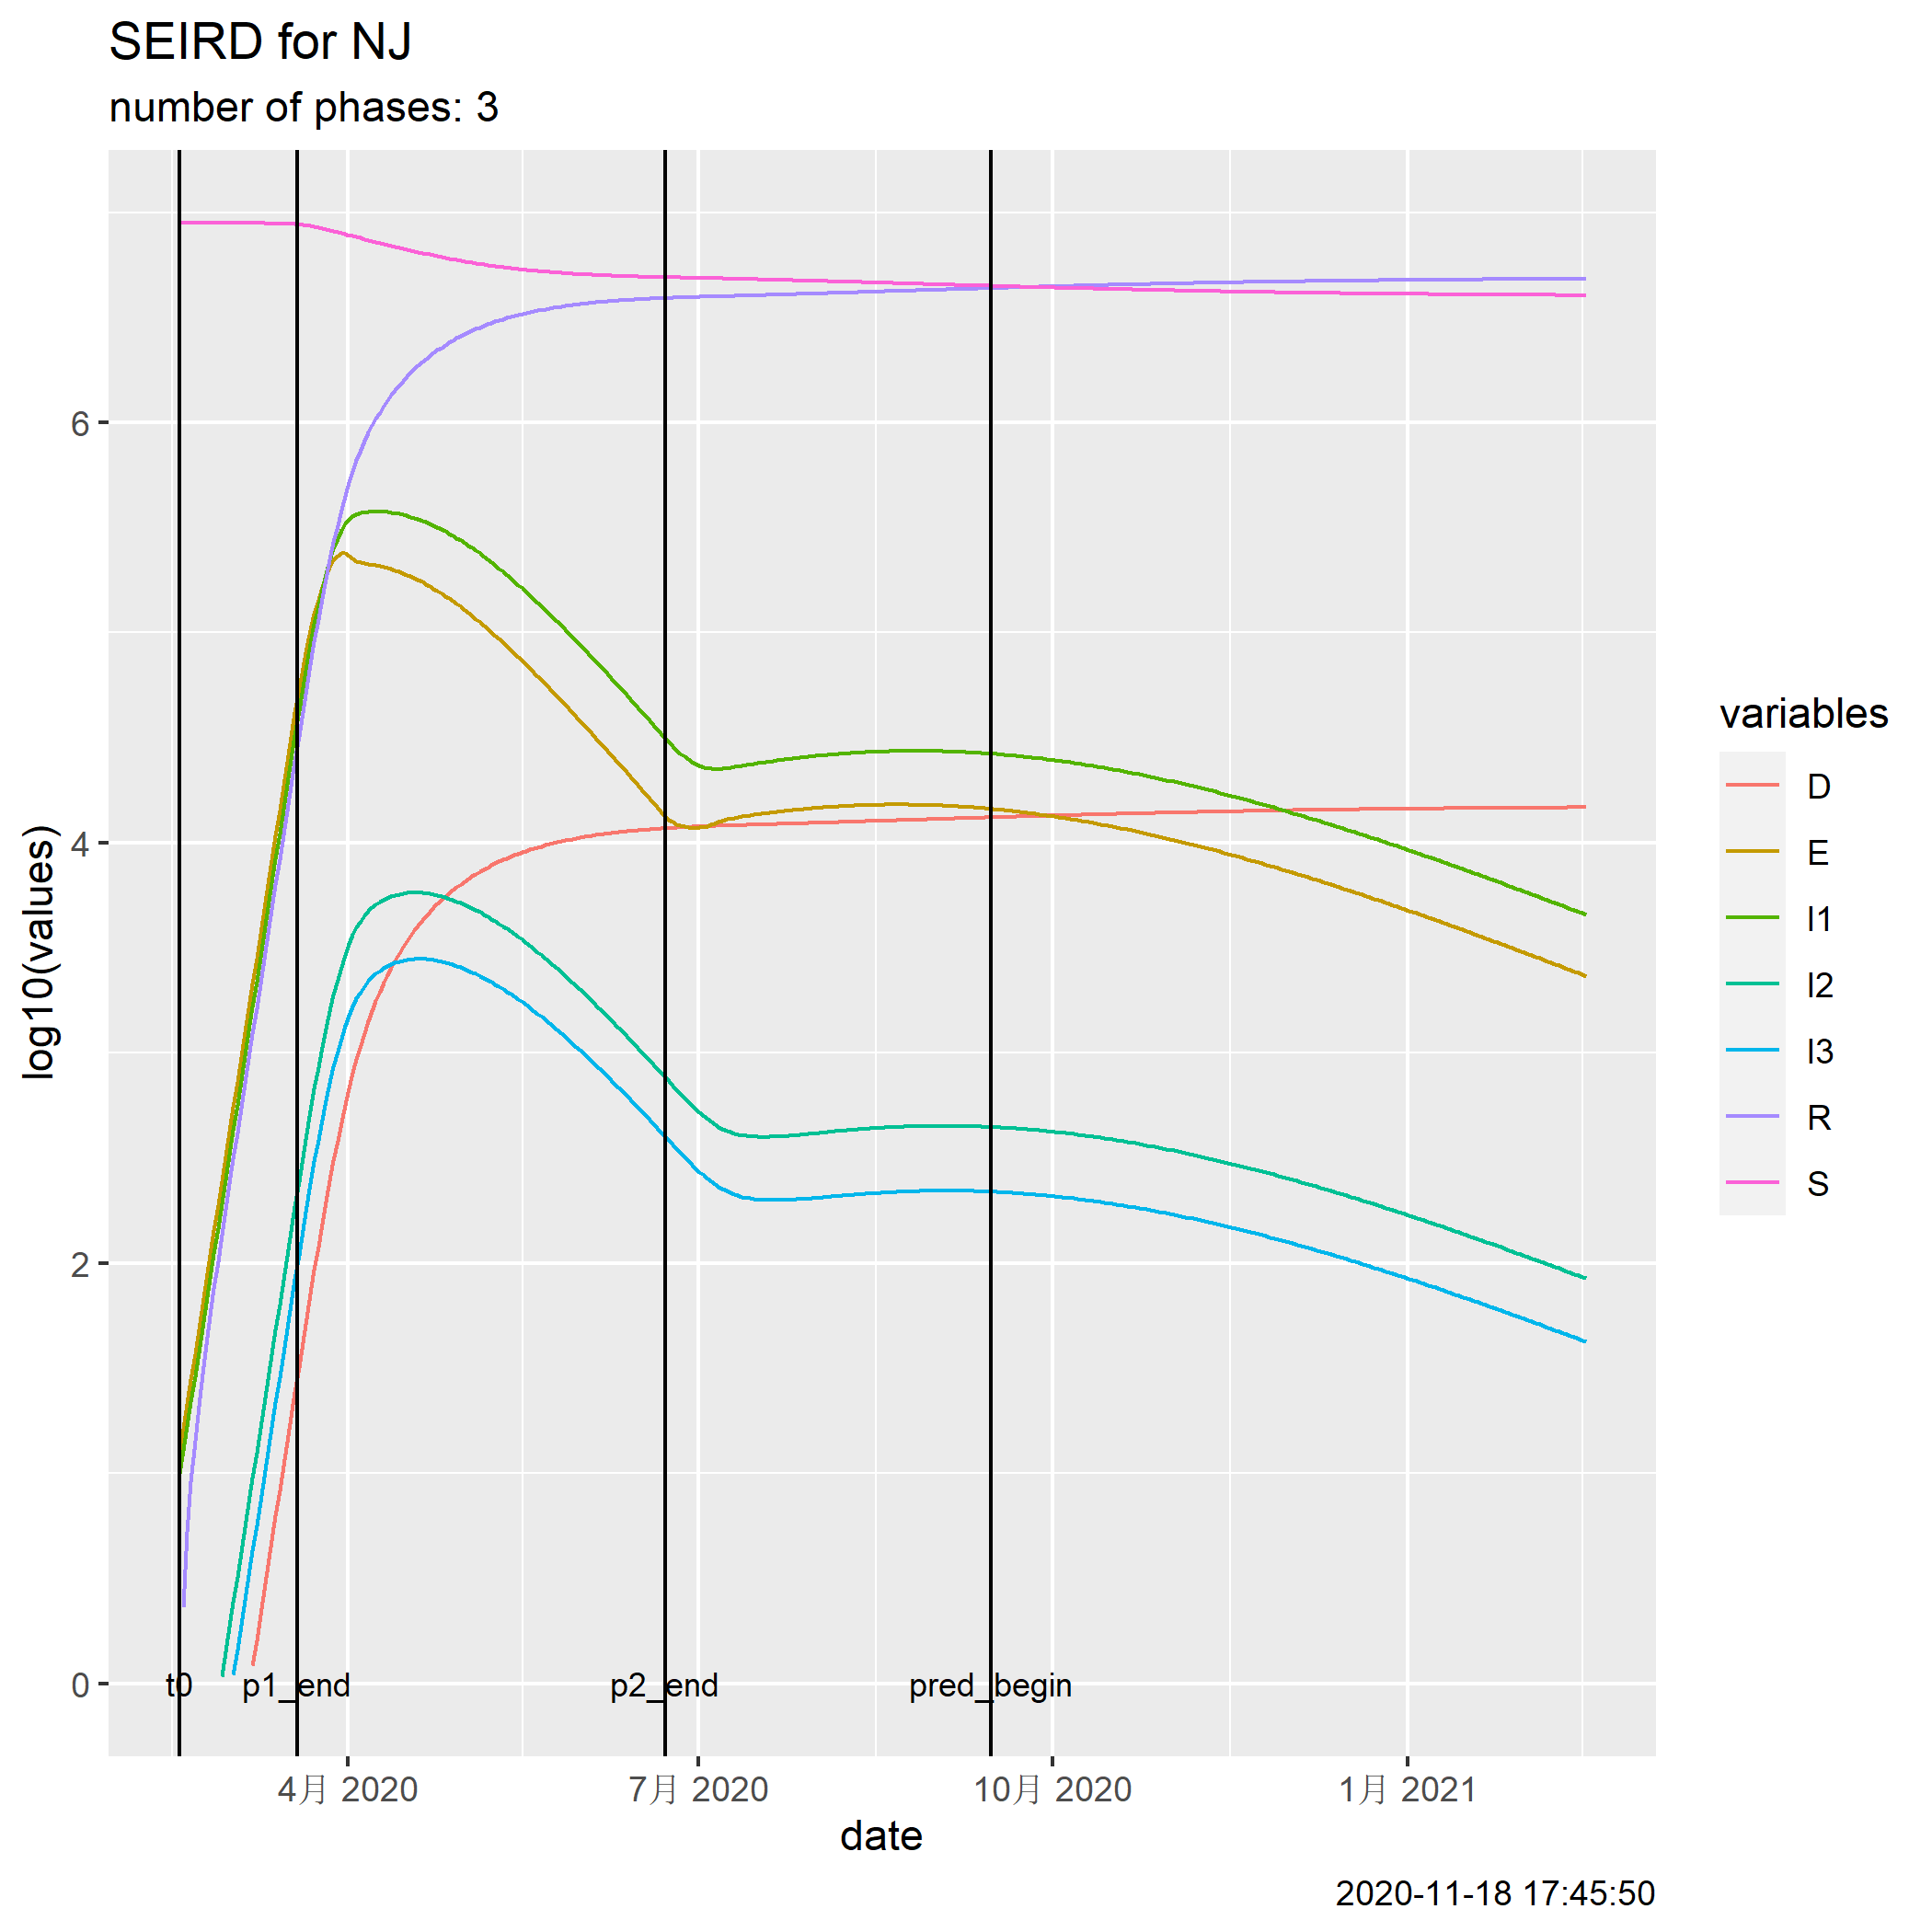 SEIRD for NJ
number of phases: 3
log10(values)
6
4
2
0
t0
p1_end
p2_end
pred_begin
4月 2020
7月 2020
10月 2020
1月 2021
date
variables
D
E
I1
I2
I3
R
S
2020-11-18 17:45:50